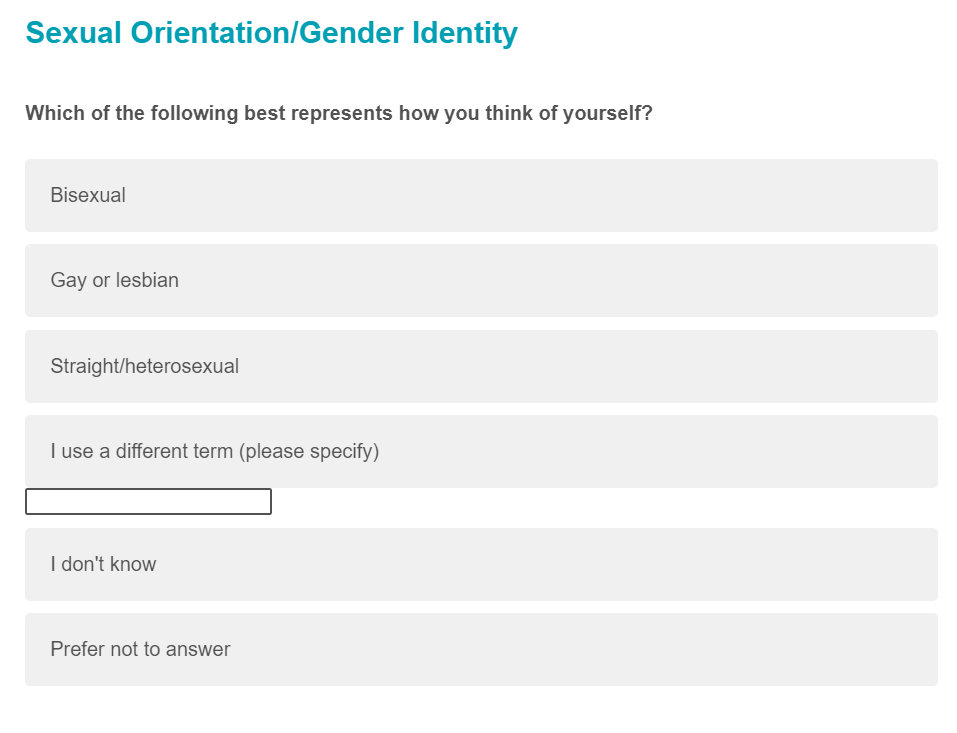 Sexual Orientation/Gender Identity
Which of the following best represents how you think of yourself?
Bisexual
Gay or lesbian
Straight/heterosexual
I use a different term (please specify)
I don't know
Prefer not to answer